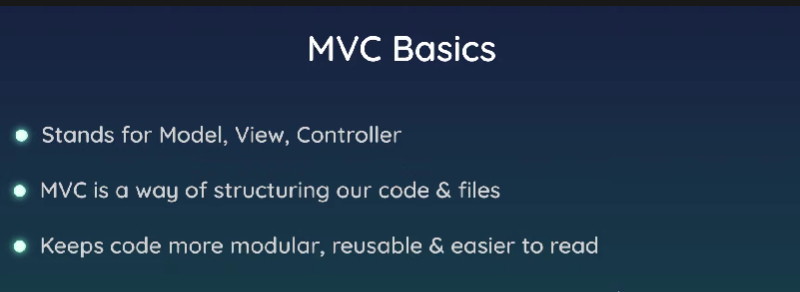 MVC Basics
Stands for Model, View, Controller
MVC is a way of structuring our code & files
Keeps code more modular, reusable & easier to read